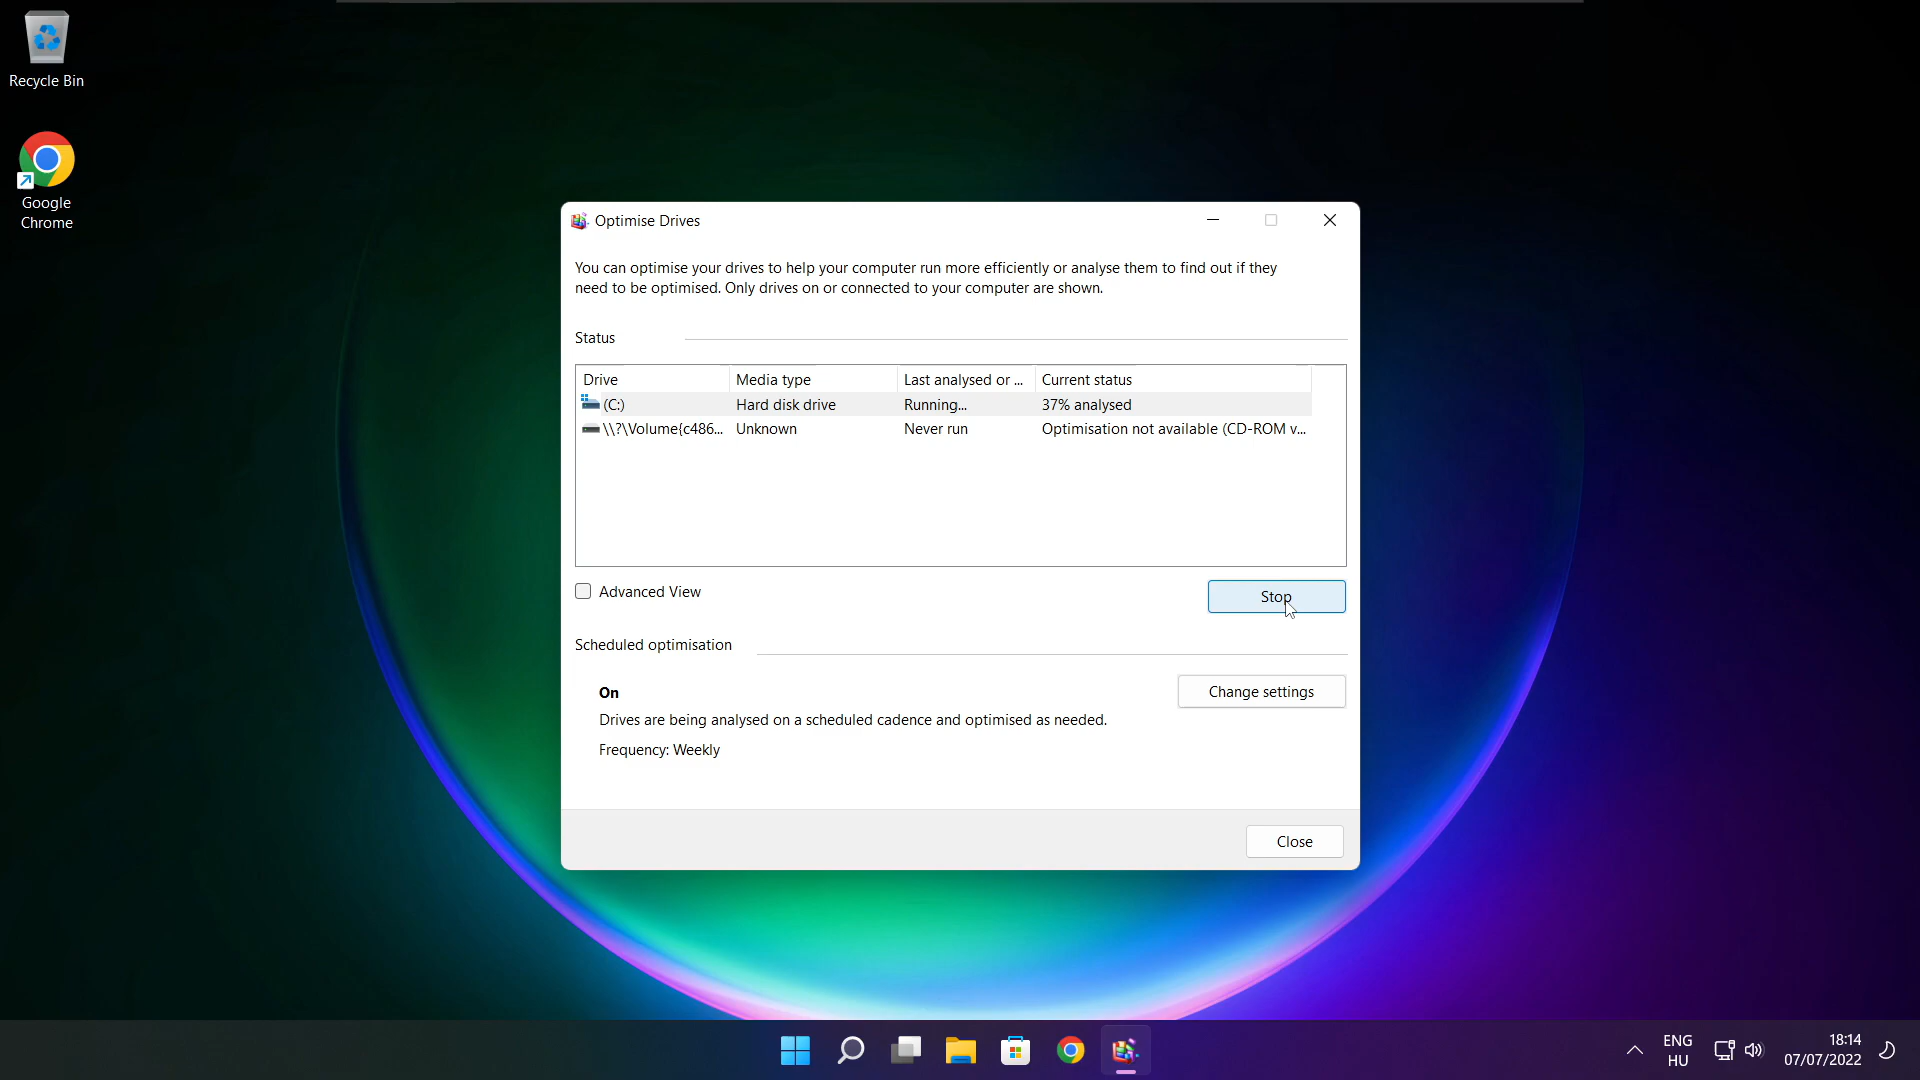 Recycle Bin
Google
Chrome
Optimise Drives
You can optimise your drives to help your computer run more efficiently or analyse them to find out if they
need to be optimised. Only drives on or connected to your computer are shown.
Status
Drive Media type Last analysed or ... Current status
(C:) Hard disk drive Running... 37% analysed
\\?\Volume{c486... Unknown Never run Optimisation not available (CD-ROM v...
Advanced View
Stop
Scheduled optimisation
On
Change settings
Drives are being analysed on a scheduled cadence and optimised as needed.
Frequency: Weekly
Close
ENG
HU
18:14
07/07/2022